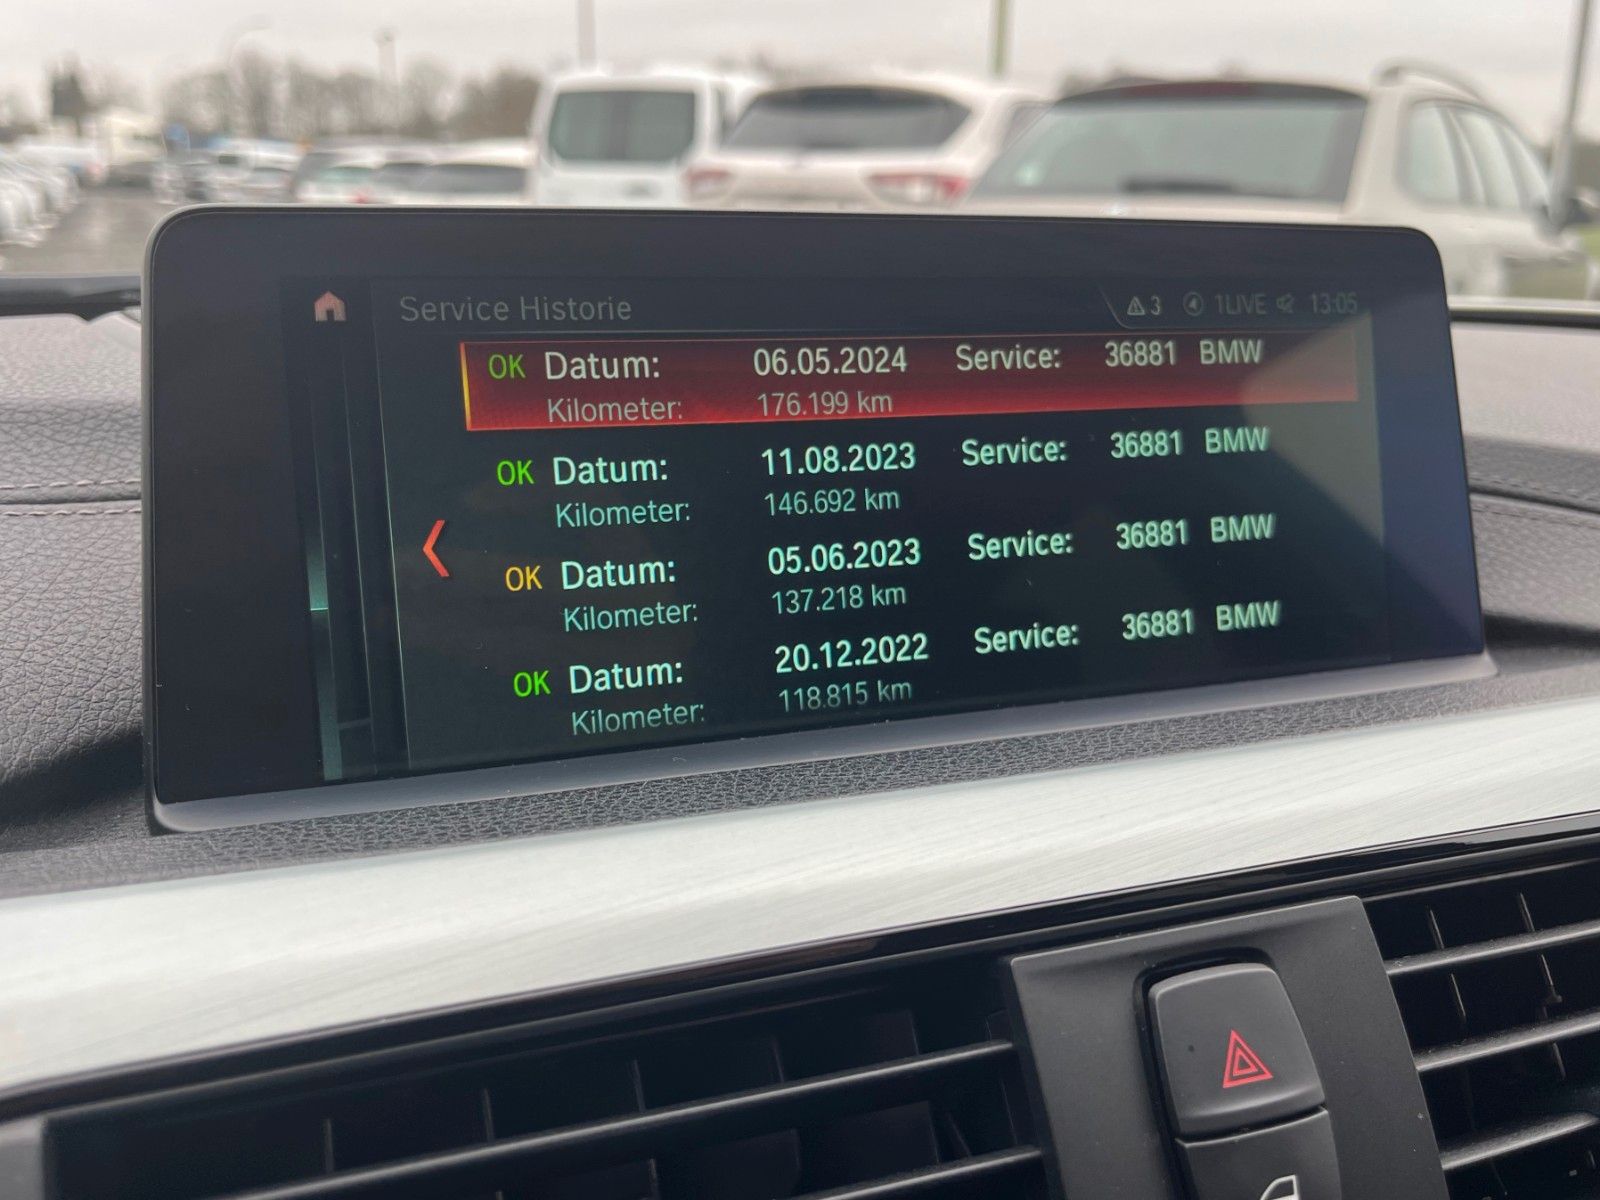 Service Historie 3 1LIVE 13:05
OK Datum: 06.05.2024 Service: 36881 BMW
Kilometer: 176.199 km
OK Datum: 11.08.2023 Service: 36881 BMW
Kilometer: 146.692 km
OK Datum: 05.06.2023 Service: 36881 BMW
Kilometer: 137.218 km
OK Datum: 20.12.2022 Service: 36881 BMW
Kilometer: 118.815 km